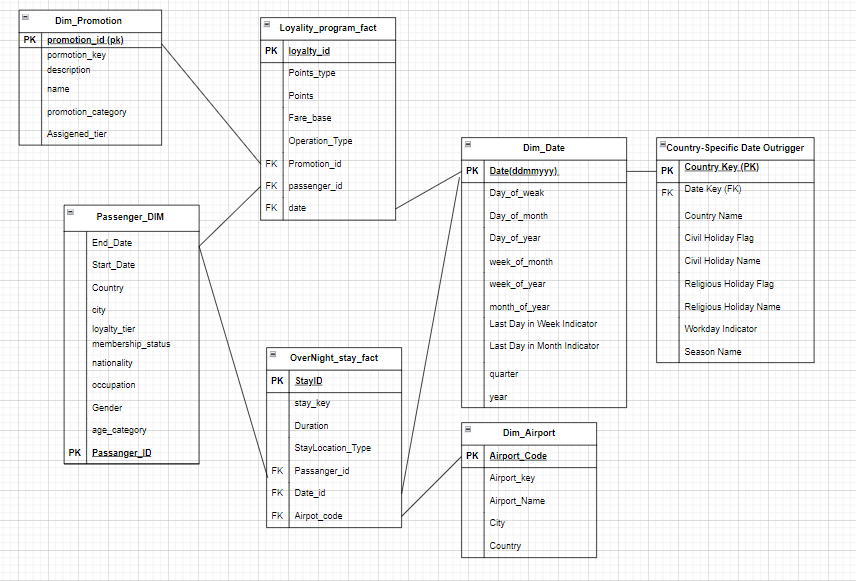 Dim_Promotion
PK promotion_id (pk)
pormotion_key
description
name
promotion_category
Assigened_tier
Loyality_program_fact
PK loyalty_id
Points_type
Points
Fare_base
Operation_Type
FK Promotion_id
FK passenger_id
FK date
Dim_Date
PK Date(ddmmyyy)
Day_of_weak
Day_of_month
Day_of_year
week_of_month
week_of_year
month_of_year
Last Day in Week Indicator
Last Day in Month Indicator
quarter
year
Country-Specific Date Outrigger
PK Country Key (PK)
FK Date Key (FK)
Country Name
Civil Holiday Flag
Civil Holiday Name
Religious Holiday Flag
Religious Holiday Name
Workday Indicator
Season Name
Passenger_DIM
End_Date
Start_Date
Country
city
loyalty_tier
membership_status
nationality
occupation
Gender
age_category
PK Passanger_ID
OverNight_stay_fact
PK StayID
stay_key
Duration
StayLocation_Type
FK Passanger_id
FK Date_id
FK Airpot_code
Dim_Airport
PK Airport_Code
Airport_key
Airport_Name
City
Country